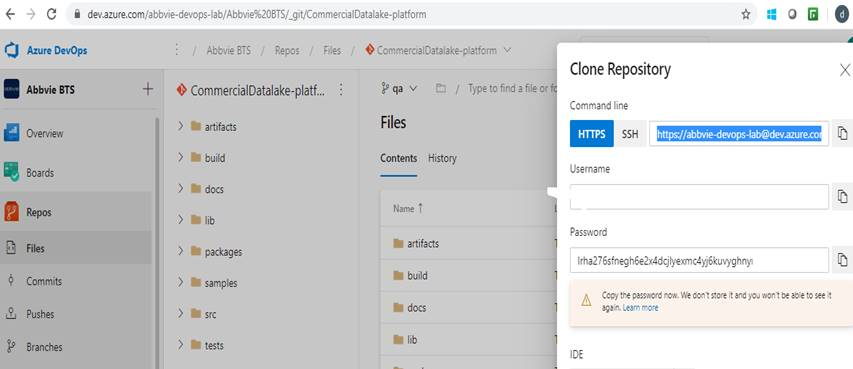 dev.azure.com/abbvie-devops-lab/Abbvie%20BTS/_git/CommercialDatalake-platform
Azure DevOps
Abbvie BTS / Repos / Files / CommercialDatalake-platform
Abbvie BTS
Overview
Boards
Repos
Files
Commits
Pushes
Branches
CommercialDatalake-platf...
artifacts
build
docs
lib
packages
samples
src
tests
qa / Type to find a file or fo
Files
Contents History
Name ↑
artifacts
build
docs
lib
Clone Repository
Command line
HTTPS SSH https://abbvie-devops-lab@dev.azure.co
Username
Password
Copy the password now. We don't store it and you won't be able to see it
again. Learn more
IDE